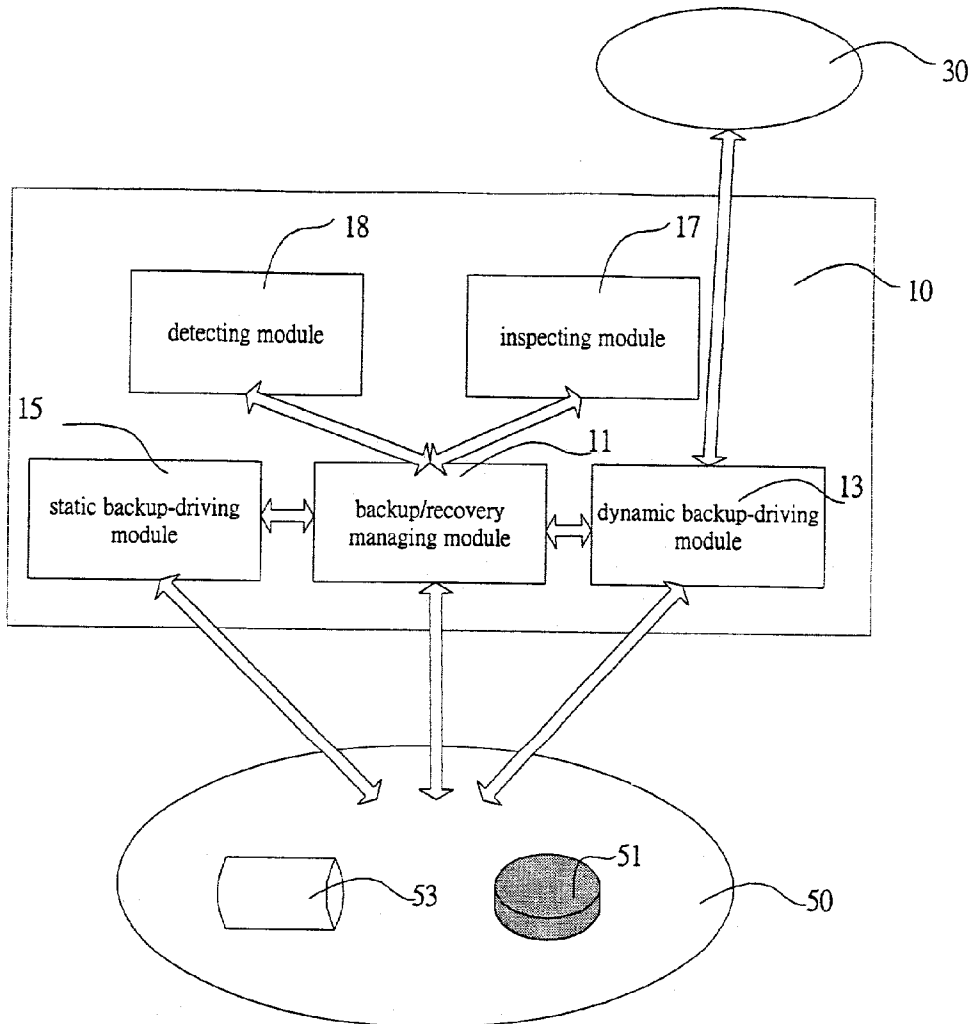 30
18
17
10
detecting module
inspecting module
15
11
13
static backup-driving
module
backup/recovery
managing module
dynamic backup-driving
module
51
53
50